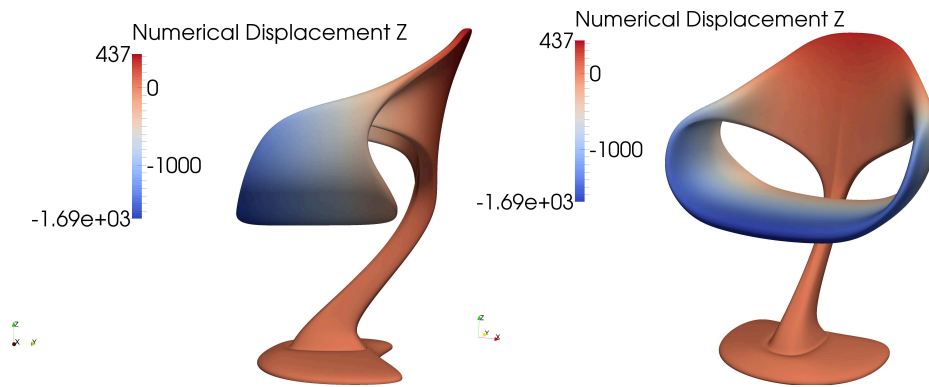 Numerical Displacement Z
437
0
-1000
-1.69e+03
Z
X
Y
Numerical Displacement Z
437
0
-1000
-1.69e+03
Z
Y
X